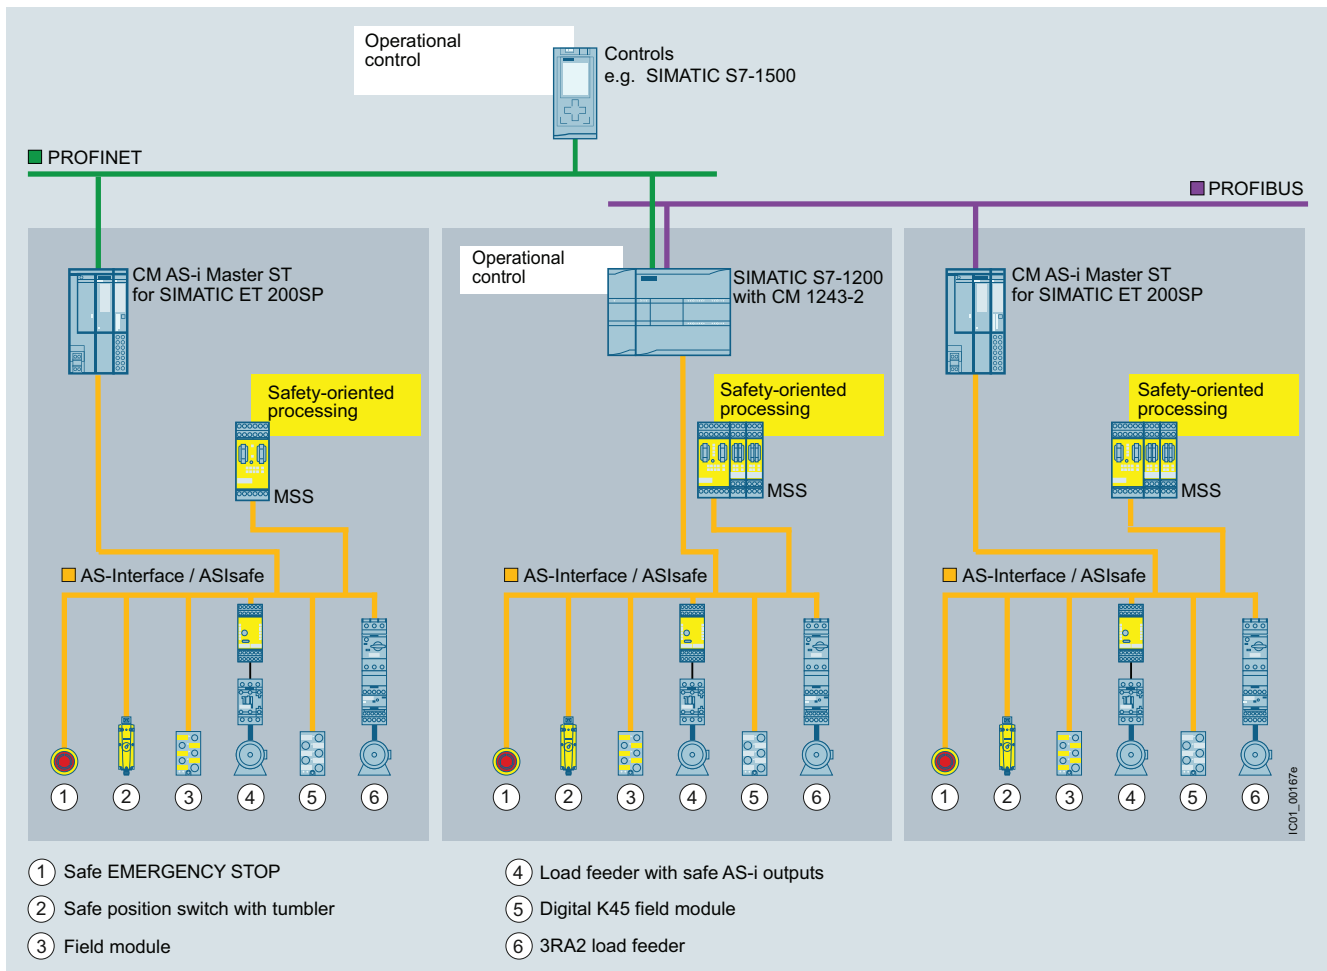 Operational
control
Controls
e.g. SIMATIC S7-1500
PROFINET
PROFIBUS
CM AS-i Master ST
for SIMATIC ET 200SP
Operational
control
SIMATIC S7-1200
with CM 1243-2
CM AS-i Master ST
for SIMATIC ET 200SP
Safety-oriented
processing
MSS
Safety-oriented
processing
MSS
Safety-oriented
processing
MSS
AS-Interface / ASIsafe
AS-Interface / ASIsafe
AS-Interface / ASIsafe
1 2 3 4 5 6
1 2 3 4 5 6
1 2 3 4 5 6
IC01_00167e
1 Safe EMERGENCY STOP
2 Safe position switch with tumbler
3 Field module
4 Load feeder with safe AS-i outputs
5 Digital K45 field module
6 3RA2 load feeder